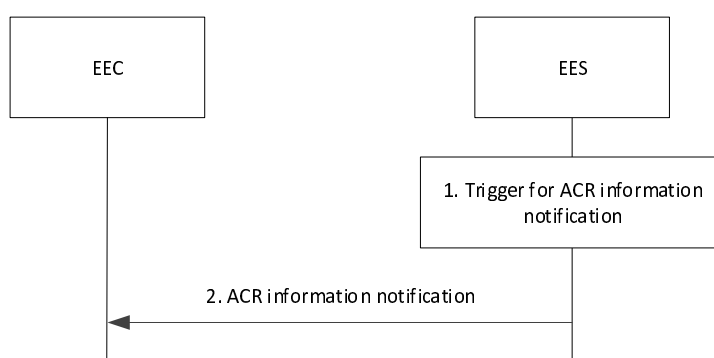 EEC
EES
1. Trigger for ACR information
notification
2. ACR information notification